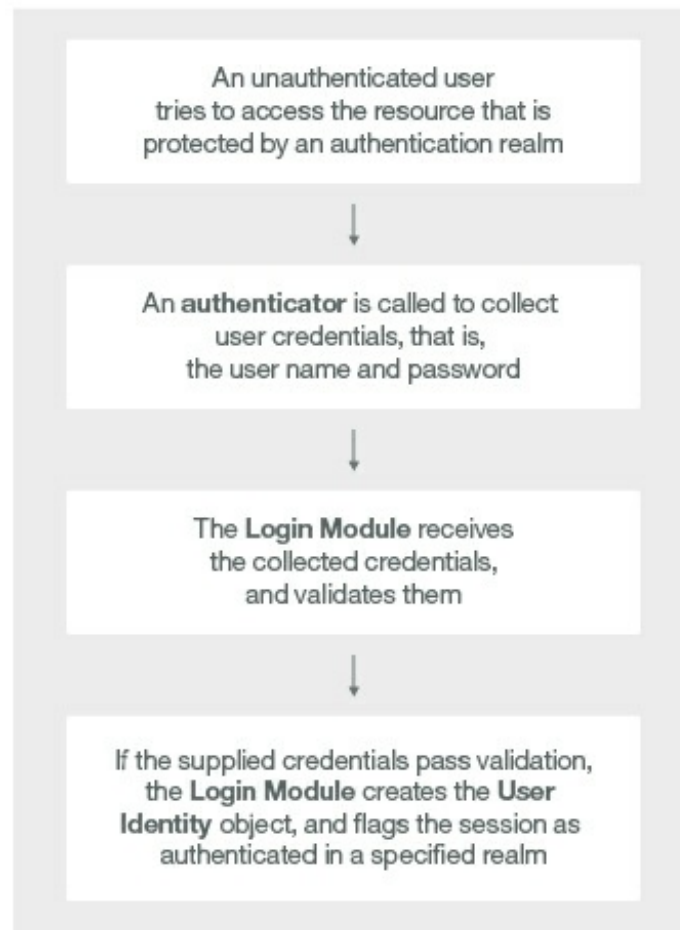 An unauthenticated user
tries to access the resource that is
protected by an authentication realm
An authenticator is called to collect
user credentials, that is,
the user name and password
The Login Module receives
the collected credentials,
and validates them
If the supplied credentials pass validation,
the Login Module creates the User
Identity object, and flags the session as
authenticated in a specified realm